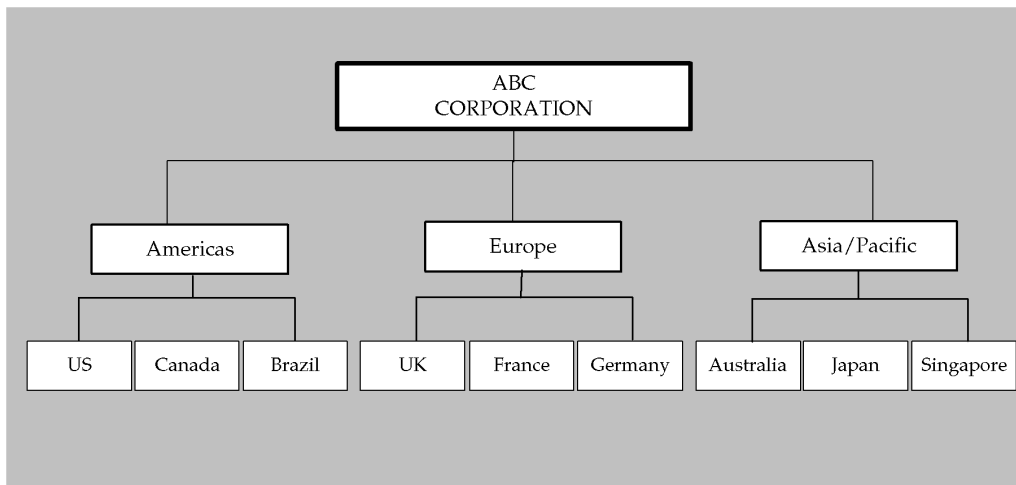 ABC
CORPORATION
Americas
Europe
Asia/Pacific
US
Canada
Brazil
UK
France
Germany
Australia
Japan
Singapore